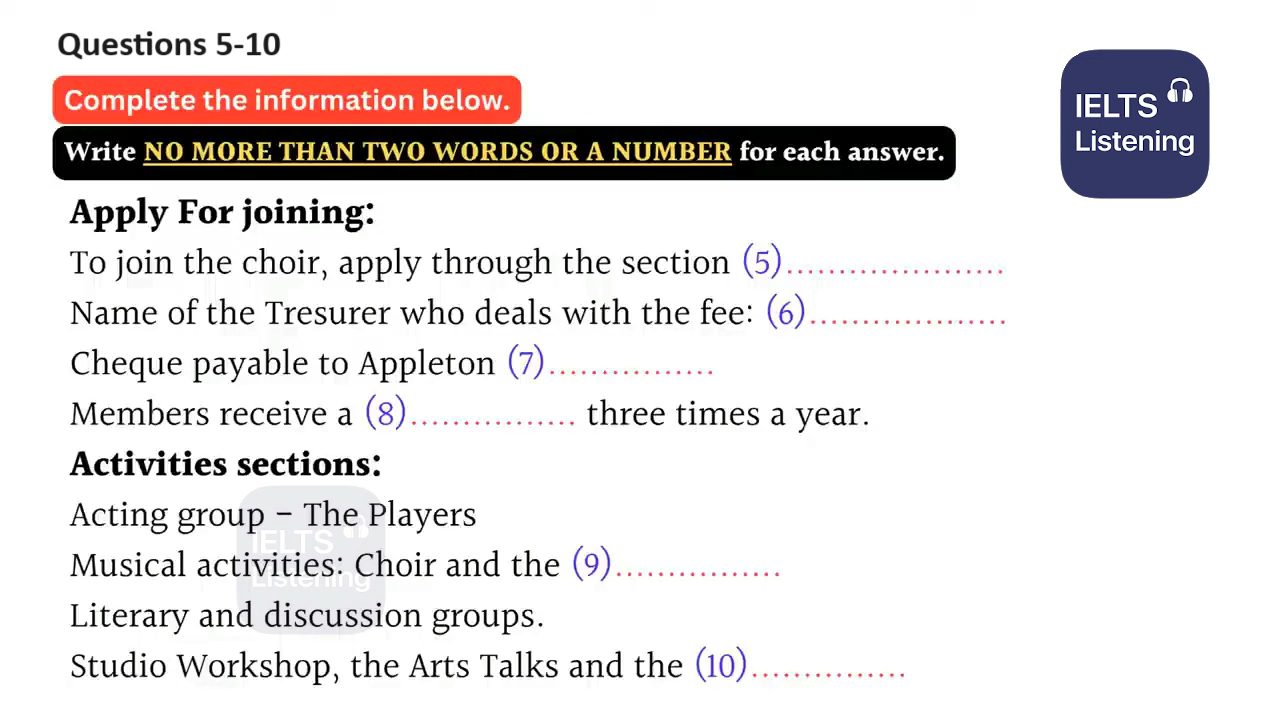 Questions 5-10
Complete the information below.
Write NO MORE THAN TWO WORDS OR A NUMBER for each answer.
IELTS
Listening
Apply For joining:
To join the choir, apply through the section (5).....................
Name of the Tresurer who deals with the fee: (6)...................
Cheque payable to Appleton (7)................
Members receive a (8)................ three times a year.
Activities sections:
Acting group – The Players
Musical activities: Choir and the (9)................
Literary and discussion groups.
Studio Workshop, the Arts Talks and the (10)...............
IELTS
Listening